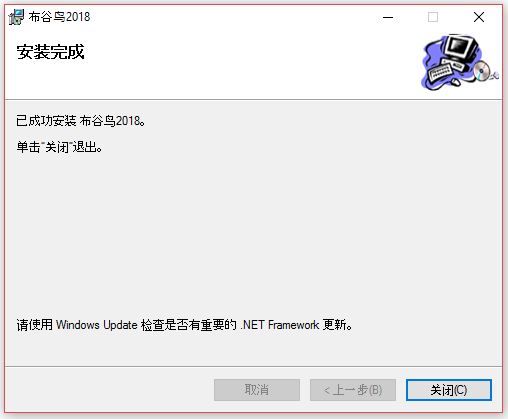 布谷鸟2018
安装完成
已成功安装 布谷鸟2018。
单击"关闭"退出。
请使用 Windows Update 检查是否有重要的 .NET Framework 更新。
取消
< 上一步(B)
关闭(C)